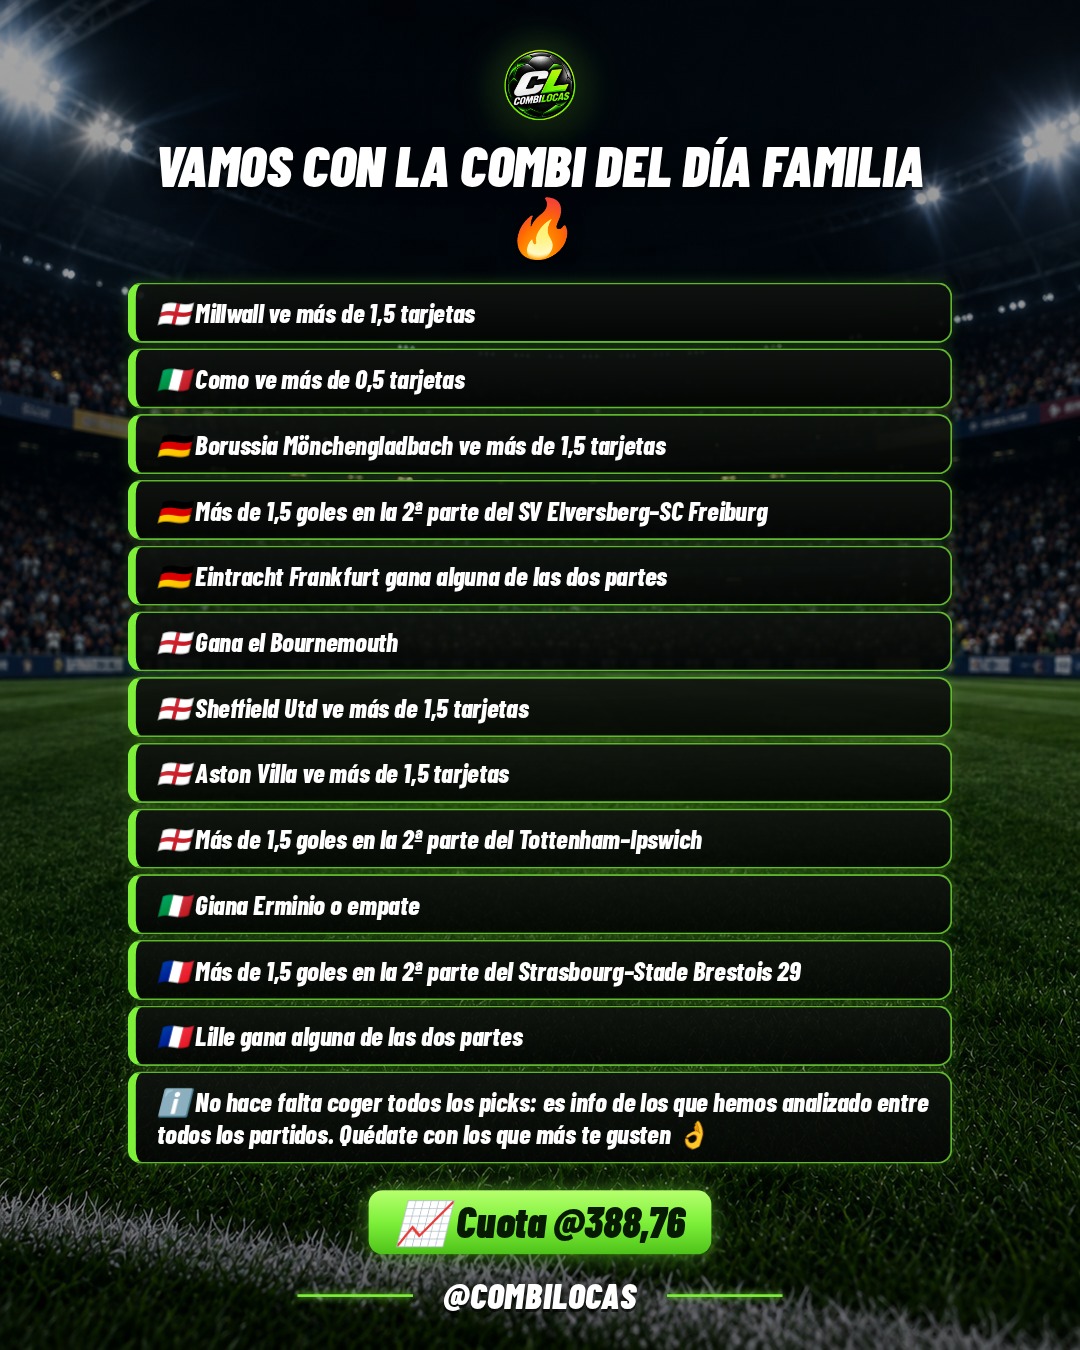 CL
COMBILOCAS
VAMOS CON LA COMBI DEL DÍA FAMILIA
🔥
🏴󠁧󠁢󠁥󠁮󠁧󠁿 Millwall ve más de 1,5 tarjetas
🇮🇹 Como ve más de 0,5 tarjetas
🇩🇪 Borussia Mönchengladbach ve más de 1,5 tarjetas
🇩🇪 Más de 1,5 goles en la 2ª parte del SV Elversberg-SC Freiburg
🇩🇪 Eintracht Frankfurt gana alguna de las dos partes
🏴󠁧󠁢󠁥󠁮󠁧󠁿 Gana el Bournemouth
🏴󠁧󠁢󠁥󠁮󠁧󠁿 Sheffield Utd ve más de 1,5 tarjetas
🏴󠁧󠁢󠁥󠁮󠁧󠁿 Aston Villa ve más de 1,5 tarjetas
🏴󠁧󠁢󠁥󠁮󠁧󠁿 Más de 1,5 goles en la 2ª parte del Tottenham-Ipswich
🇮🇹 Giana Erminio o empate
🇫🇷 Más de 1,5 goles en la 2ª parte del Strasbourg-Stade Brestois 29
🇫🇷 Lille gana alguna de las dos partes
ℹ️ No hace falta coger todos los picks: es info de los que hemos analizado entre
todos los partidos. Quédate con los que más te gusten 👌
📈 Cuota @388,76
@COMBILOCAS